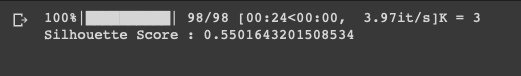 100%|██████████| 98/98 [00:24<00:00, 3.97it/s]K = 3
Silhouette Score : 0.5501643201508534